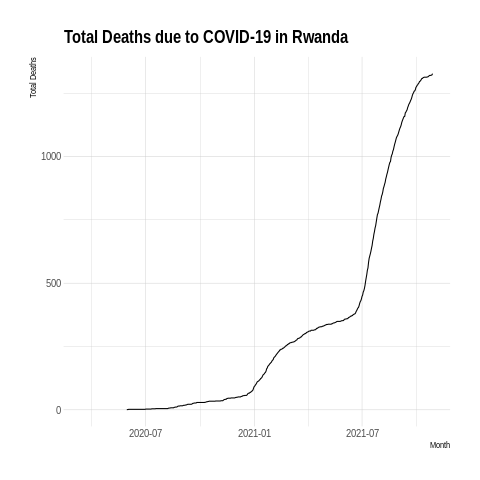 Total Deaths due to COVID-19 in Rwanda
Total Deaths
1000
500
0
2020-07 2021-01 2021-07
Month